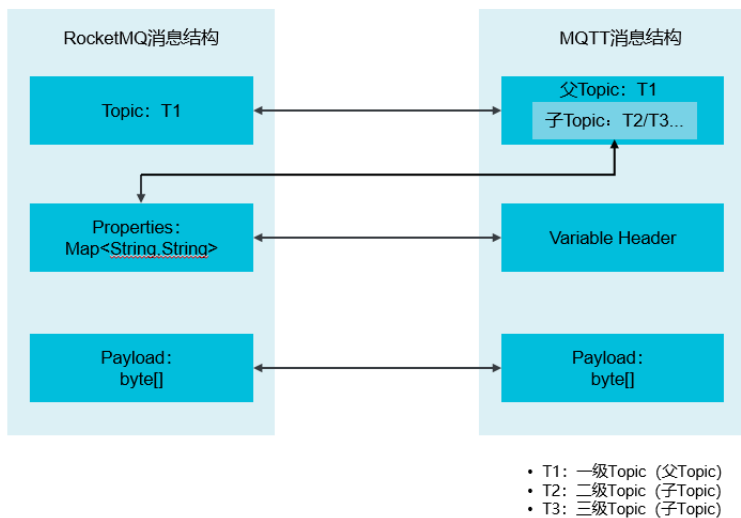 RocketMQ消息结构
MQTT消息结构
Topic：T1
父Topic：T1
子Topic：T2/T3...
Properties：
Map<String.String>
Variable Header
Payload：
byte[]
Payload：
byte[]
• T1：一级Topic (父Topic)
• T2：二级Topic (子Topic)
• T3：三级Topic (子Topic)